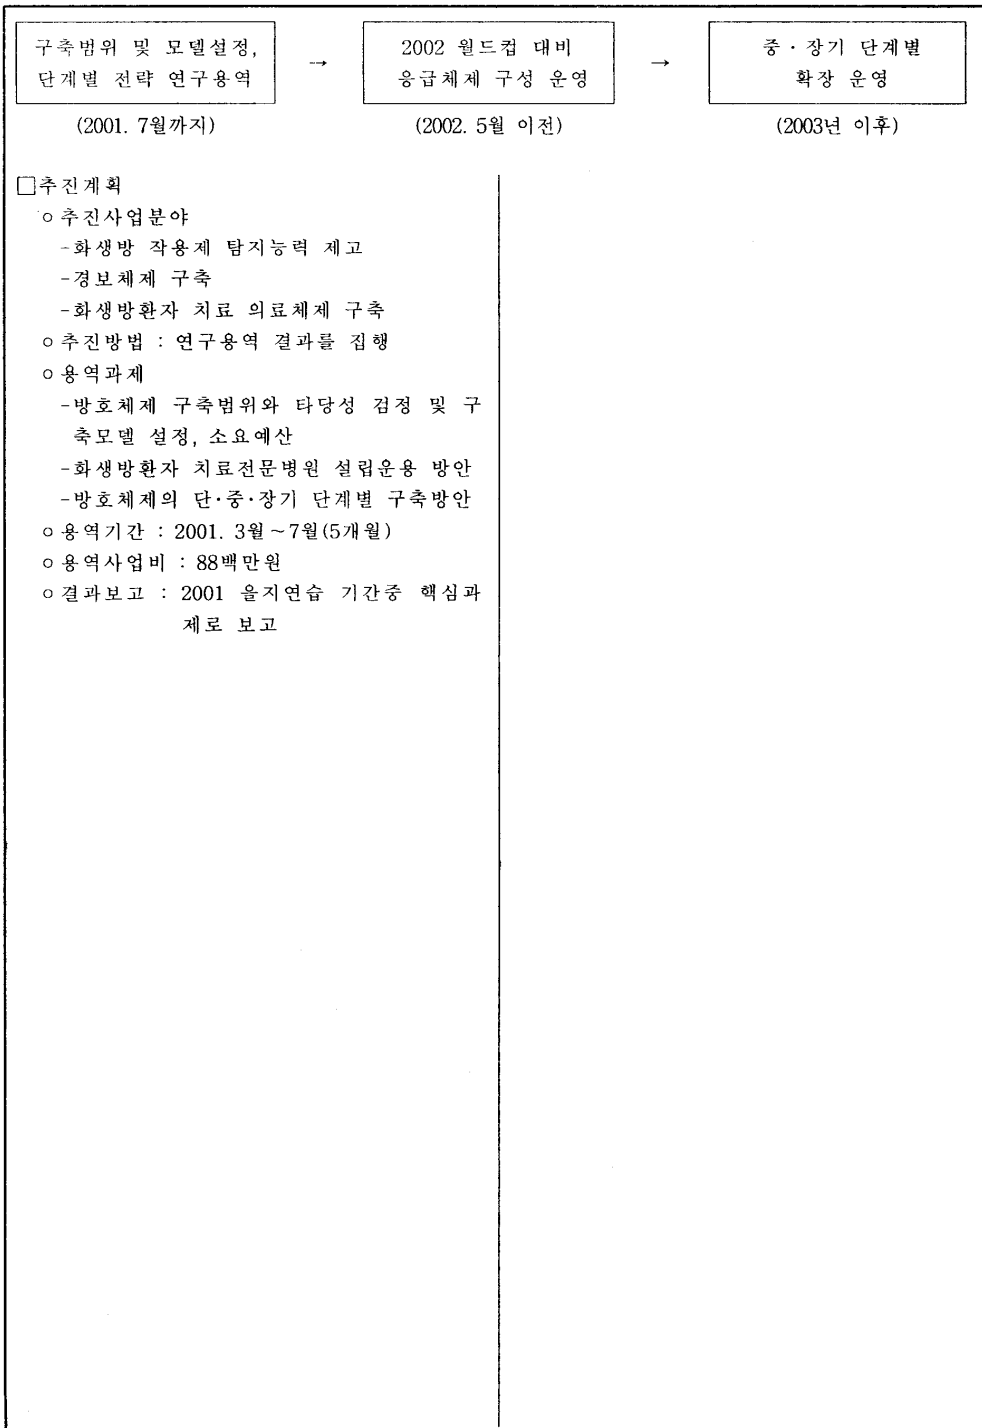 구축범위 및 모델설정,
단계별 전략 연구용역
→
2002 월드컵 대비
응급체제 구성 운영
→
중·장기 단계별
확장 운영
(2001. 7월까지)
(2002. 5월 이전)
(2003년 이후)
□추진계획
○추진사업분야
-화생방 작용제 탐지능력 제고
-경보체제 구축
-화생방환자 치료 의료체제 구축
○추진방법 : 연구용역 결과를 집행
○용역과제
-방호체제 구축범위와 타당성 검정 및 구
축모델 설정, 소요예산
-화생방환자 치료전문병원 설립운용 방안
-방호체제의 단·중·장기 단계별 구축방안
○용역기간 : 2001. 3월~7월(5개월)
○용역사업비 : 88백만원
○결과보고 : 2001 을지연습 기간중 핵심과
제로 보고